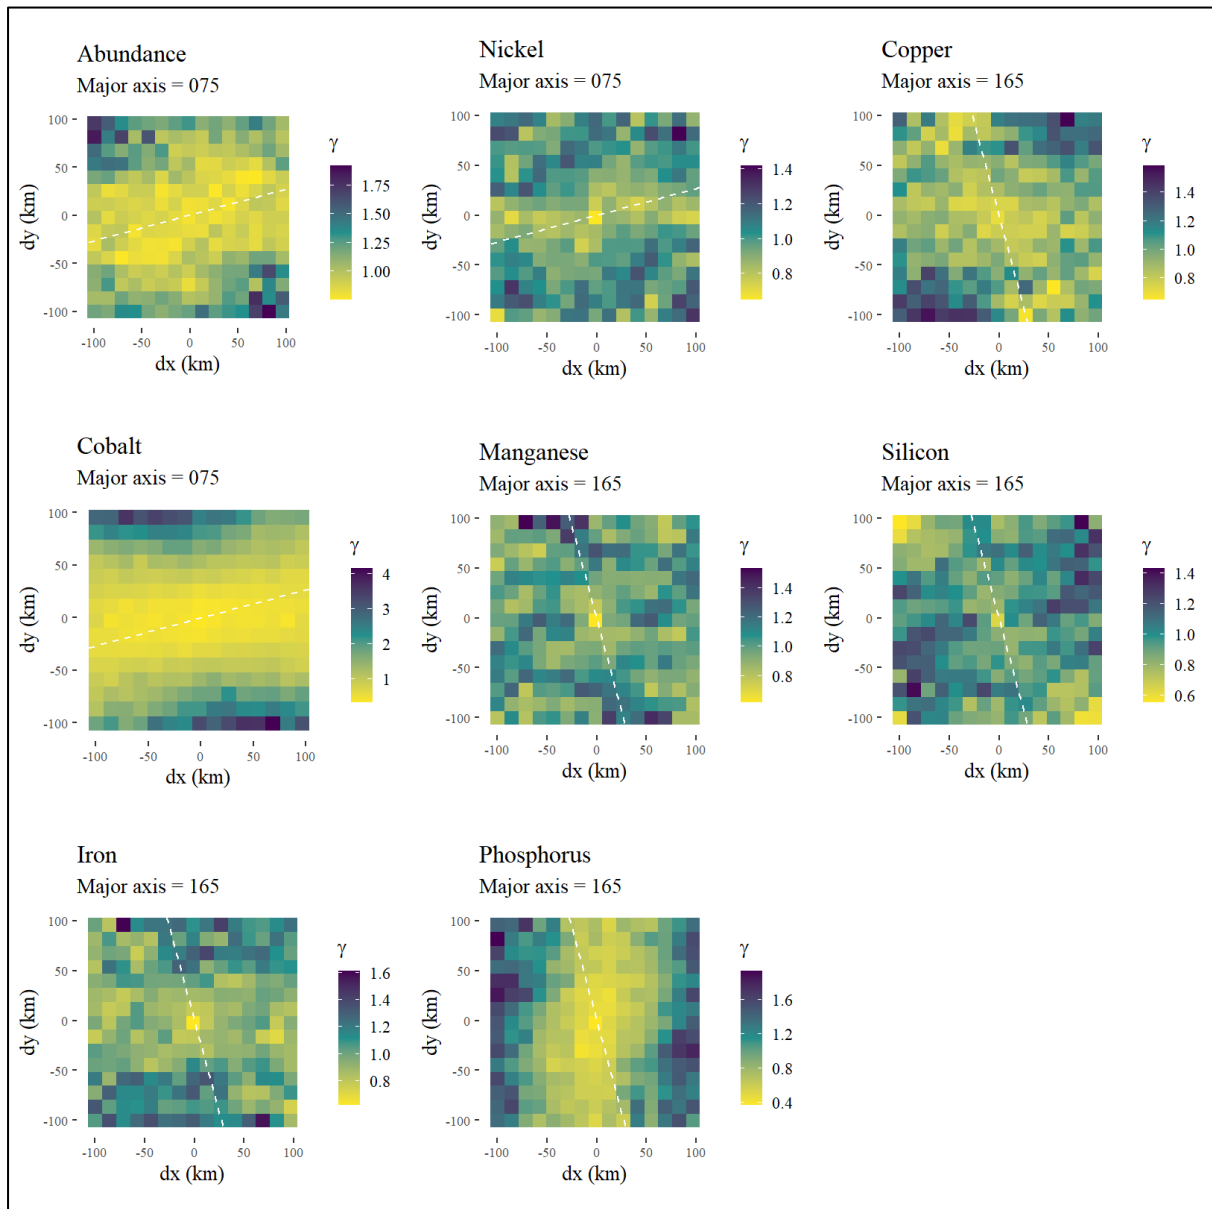 Abundance
Major axis = 075
γ
1.75
1.50
1.25
1.00
100
50
0
-50
-100
dy (km)
-100 -50 0 50 100
dx (km)
Nickel
Major axis = 075
γ
1.4
1.2
1.0
0.8
100
50
0
-50
-100
dy (km)
-100 -50 0 50 100
dx (km)
Copper
Major axis = 165
γ
1.4
1.2
1.0
0.8
100
50
0
-50
-100
dy (km)
-100 -50 0 50 100
dx (km)
Cobalt
Major axis = 075
γ
4
3
2
1
100
50
0
-50
-100
dy (km)
-100 -50 0 50 100
dx (km)
Manganese
Major axis = 165
γ
1.4
1.2
1.0
0.8
100
50
0
-50
-100
dy (km)
-100 -50 0 50 100
dx (km)
Silicon
Major axis = 165
γ
1.4
1.2
1.0
0.8
0.6
100
50
0
-50
-100
dy (km)
-100 -50 0 50 100
dx (km)
Iron
Major axis = 165
γ
1.6
1.4
1.2
1.0
0.8
100
50
0
-50
-100
dy (km)
-100 -50 0 50 100
dx (km)
Phosphorus
Major axis = 165
γ
1.6
1.2
0.8
0.4
100
50
0
-50
-100
dy (km)
-100 -50 0 50 100
dx (km)